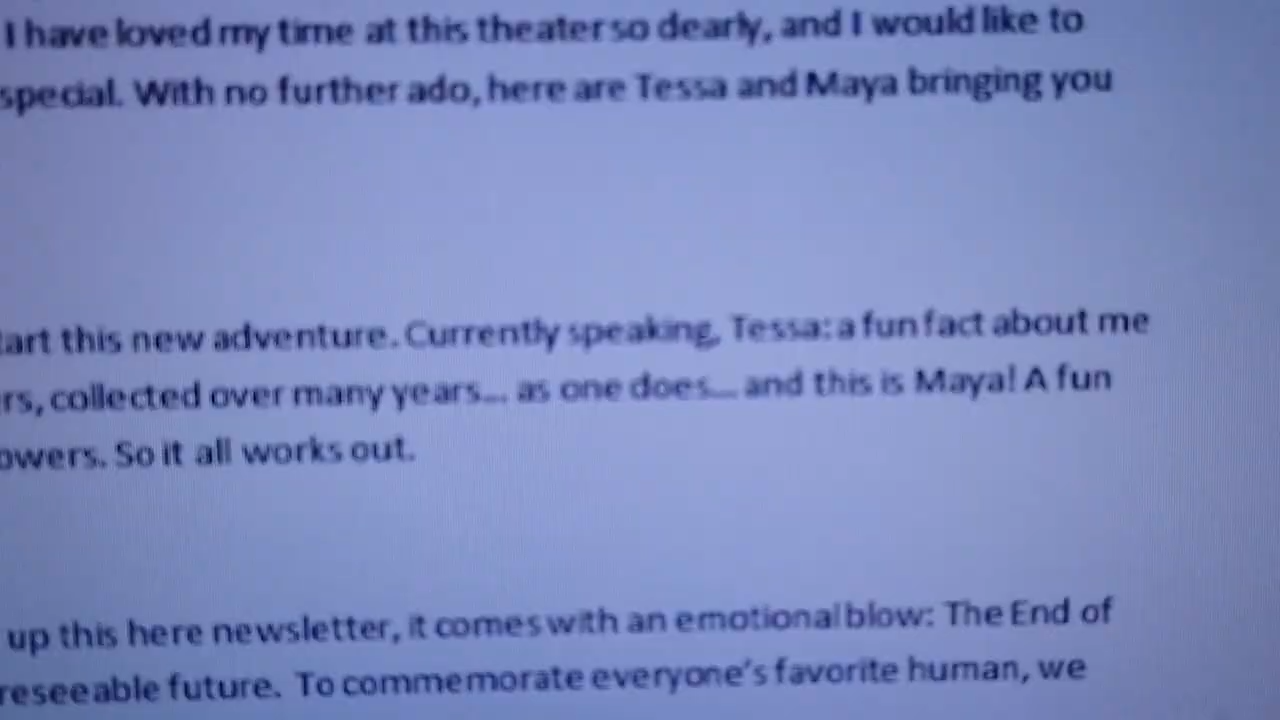 I have loved my time at this theater so dearly, and I would like to
special. With no further ado, here are Tessa and Maya bringing you
tart this new adventure. Currently speaking, Tessa: a fun fact about me
rs, collected over many years... as one does... and this is Maya! A fun
owers. So it all works out.
up this here newsletter, it comes with an emotional blow: The End of
reseeable future. To commemorate everyone's favorite human, we